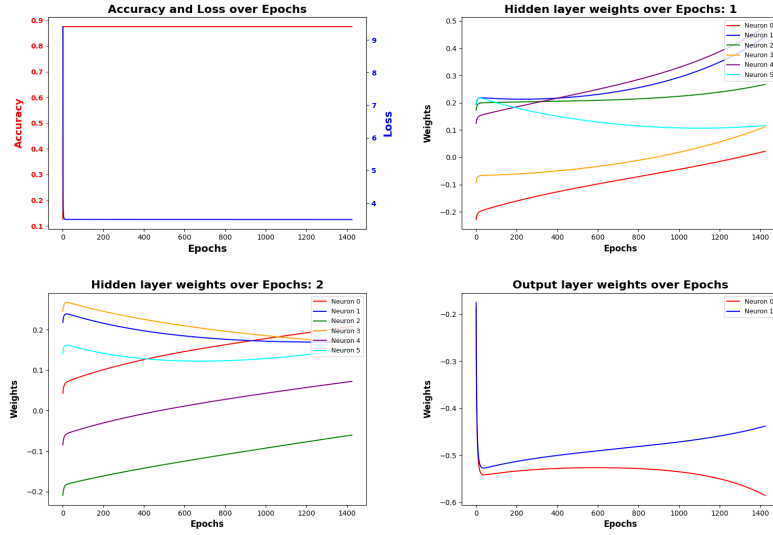 Accuracy and Loss over Epochs
0.9
0.8
0.7
0.6
0.5
0.4
0.3
0.2
0.1
Accuracy
9
8
7
6
5
4
Loss
0 200 400 600 800 1000 1200 1400
Epochs
Hidden layer weights over Epochs: 1
0.5
0.4
0.3
0.2
0.1
0.0
−0.1
−0.2
Weights
Neuron 0
Neuron 1
Neuron 2
Neuron 3
Neuron 4
Neuron 5
0 200 400 600 800 1000 1200 1400
Epochs
Hidden layer weights over Epochs: 2
0.2
0.1
0.0
−0.1
−0.2
Weights
Neuron 0
Neuron 1
Neuron 2
Neuron 3
Neuron 4
Neuron 5
0 200 400 600 800 1000 1200 1400
Epochs
Output layer weights over Epochs
−0.2
−0.3
−0.4
−0.5
−0.6
Weights
Neuron 0
Neuron 1
0 200 400 600 800 1000 1200 1400
Epochs